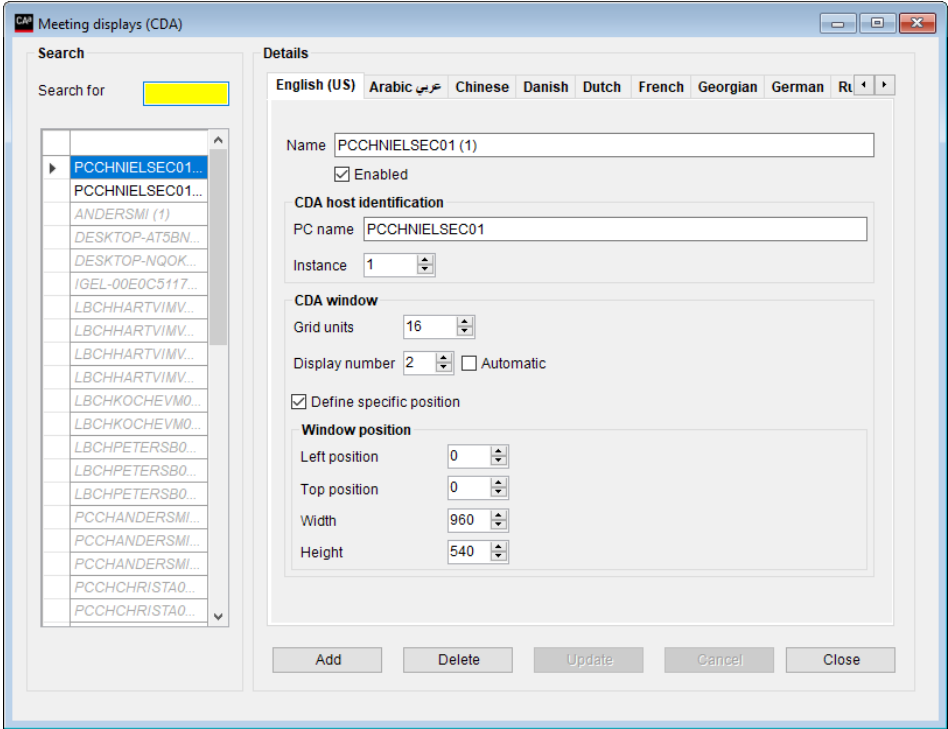 CAA Meeting displays (CDA)
Search
Search for
PCCHNIELSEC01...
PCCHNIELSEC01...
ANDERSMI (1)
DESKTOP-AT5BN...
DESKTOP-NQOK...
IGEL-00E0C5117...
LBCHHARTVIMV...
LBCHHARTVIMV...
LBCHHARTVIMV...
LBCHHARTVIMV...
LBCHKOCHEVM0...
LBCHKOCHEVM0...
LBCHPETERSB0...
LBCHPETERSB0...
LBCHPETERSB0...
PCCHANDERSMI...
PCCHANDERSMI...
PCCHANDERSMI...
PCCHCHRISTA0...
PCCHCHRISTA0...
Details
English (US) Arabic عربي Chinese Danish Dutch French Georgian German
Name PCCHNIELSEC01 (1)
Enabled
CDA host identification
PC name PCCHNIELSEC01
Instance 1
CDA window
Grid units 16
Display number 2 Automatic
Define specific position
Window position
Left position 0
Top position 0
Width 960
Height 540
Add Delete Update Cancel Close